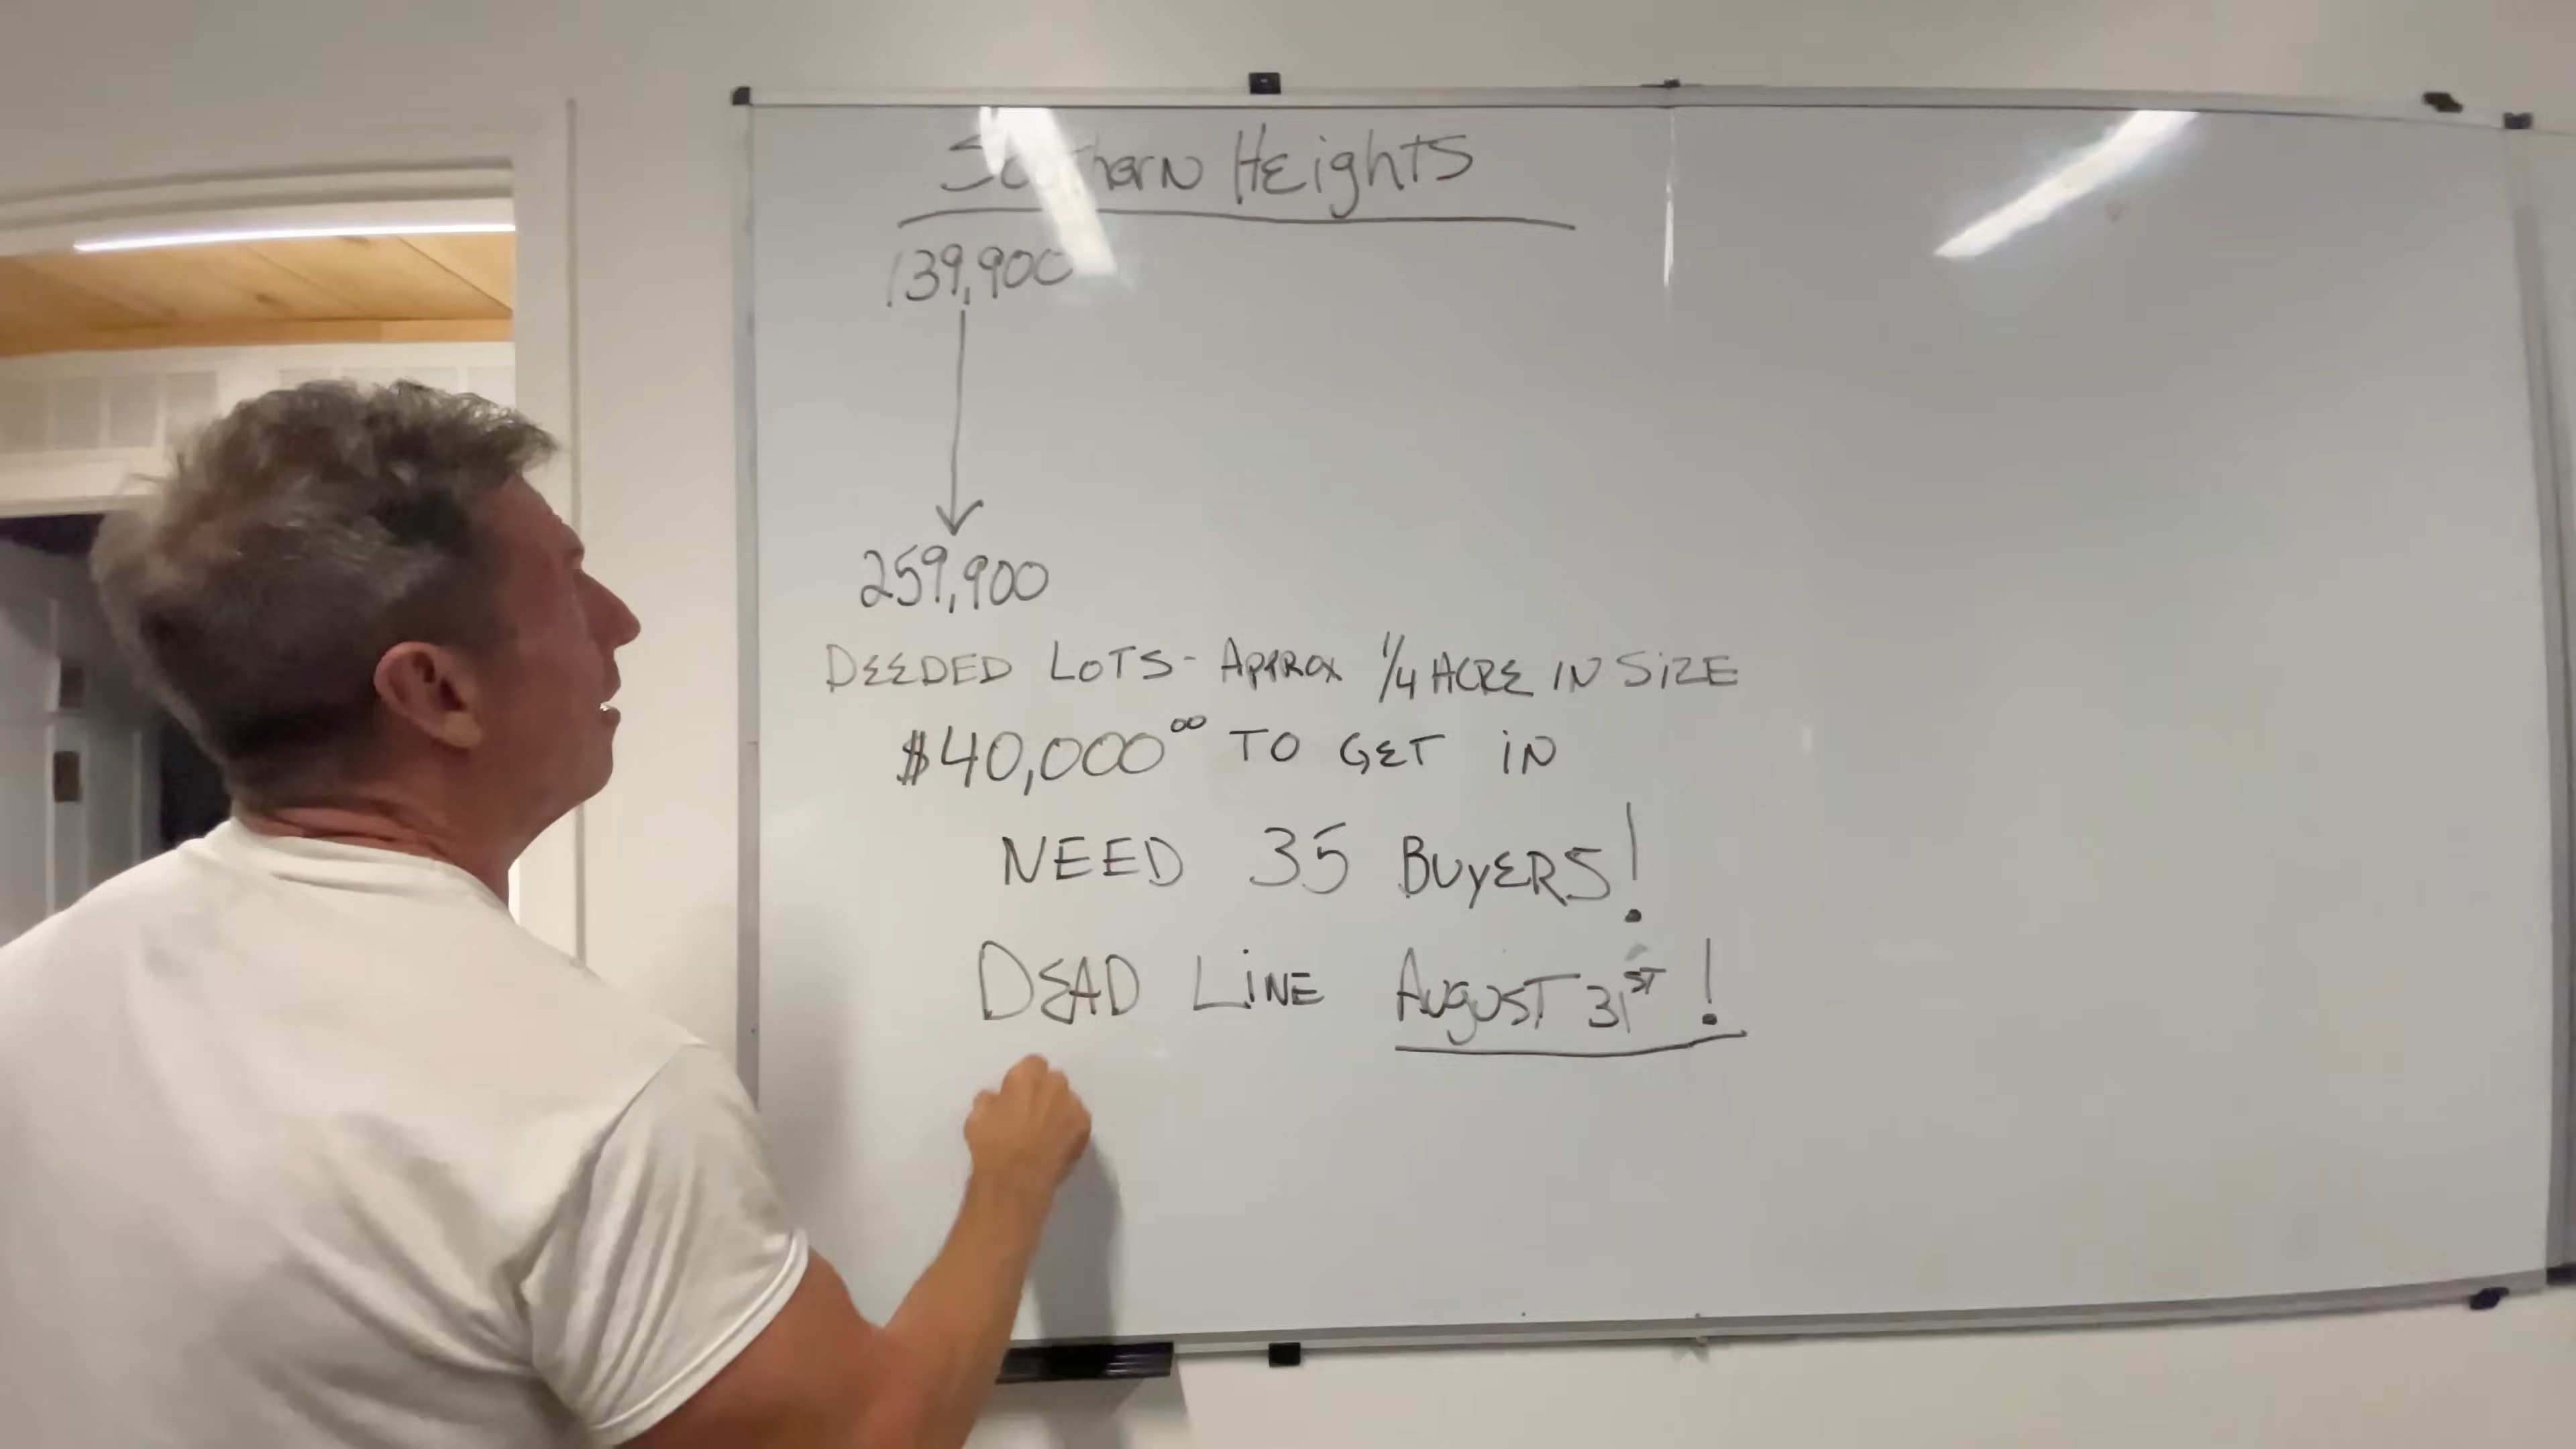 Southern Heights
139,900
259,900
DEEDED LOTS - APPROX 1/4 ACRE IN SIZE
$40,000⁰⁰ TO GET IN
NEED 35 BUYERS!
DEAD LINE AUGUST 31ST!